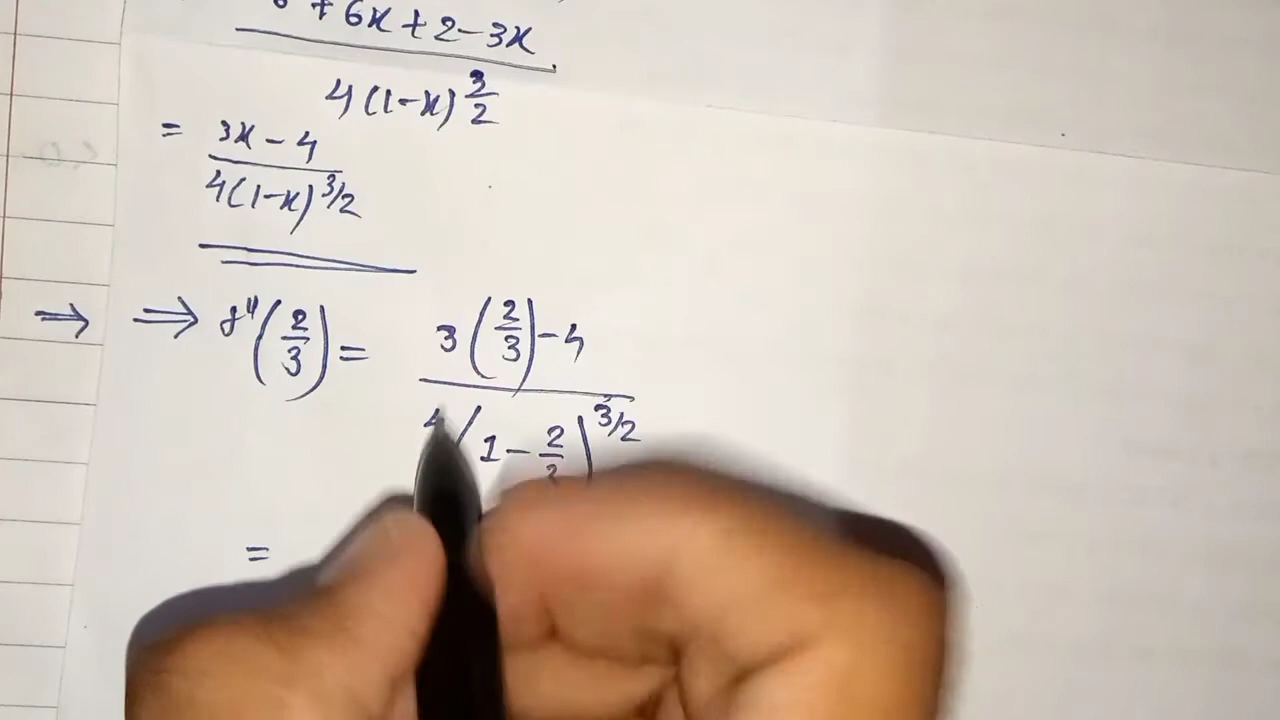 + 6x + 2 - 3x
4(1-x)^3/2
= 3x - 4
4(1-x)^3/2
⇒ ⇒ f''(2/3) = 3(2/3) - 4
4(1 - 2/3)^3/2
=